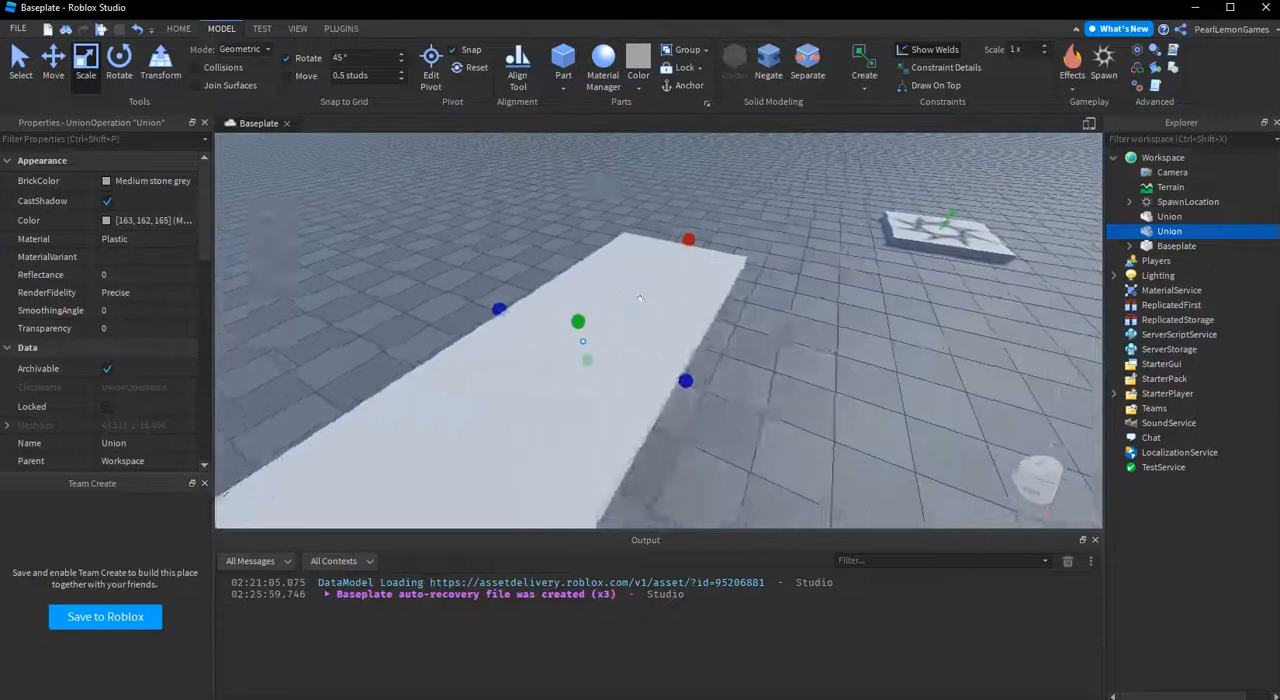 Baseplate - Roblox Studio
FILE HOME MODEL TEST VIEW PLUGINS What's New PearlLemonGames
Select Move Scale Rotate Transform
Mode: Geometric
Collisions
Join Surfaces
Tools
Rotate 45°
Move 0.5 studs
Snap to Grid
Edit Pivot
Snap
Reset
Pivot
Align Tool
Alignment
Part Material Manager Color
Group
Lock
Anchor
Parts
Union Negate Separate
Solid Modeling
Create
Show Welds Scale 1x
Constraint Details
Draw On Top
Constraints
Effects Spawn
Gameplay
Advanced
Properties - UnionOperation "Union"
Filter Properties (Ctrl+Shift+P)
Appearance
BrickColor Medium stone grey
CastShadow
Color [163, 162, 165] (M...
Material Plastic
MaterialVariant
Reflectance 0
RenderFidelity Precise
SmoothingAngle 0
Transparency 0
Data
Archivable
ClassName UnionOperation
Locked
Name Union
Parent Workspace
Team Create
Save and enable Team Create to build this place
together with your friends.
Save to Roblox
Baseplate
Output
All Messages All Contexts Filter...
02:21:05.075 DataModel Loading https://assetdelivery.roblox.com/v1/asset/?id=95206881 - Studio
02:25:59.746 Baseplate auto-recovery file was created (x3) - Studio
Explorer
Filter workspace (Ctrl+Shift+X)
Workspace
Camera
Terrain
SpawnLocation
Union
Union
Baseplate
Players
Lighting
MaterialService
ReplicatedFirst
ReplicatedStorage
ServerScriptService
ServerStorage
StarterGui
StarterPack
StarterPlayer
Teams
SoundService
Chat
LocalizationService
TestService